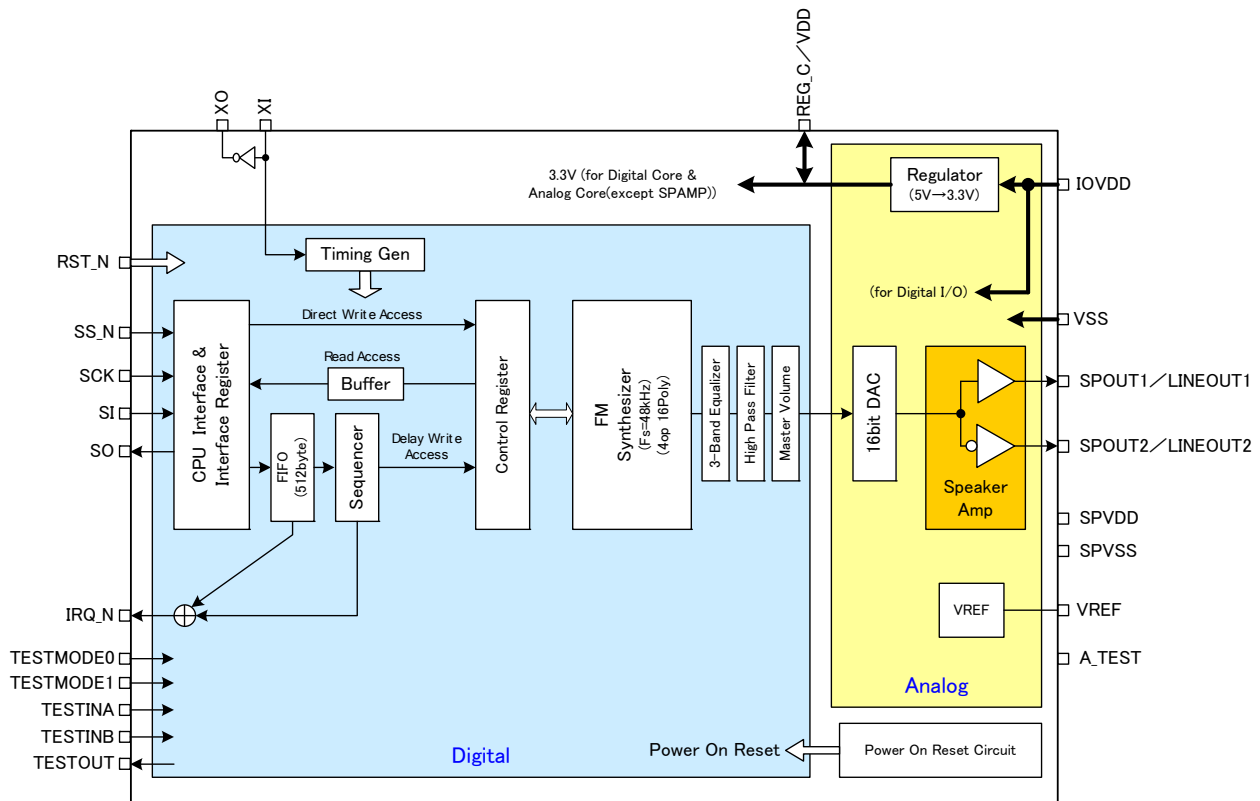 XO
XI
REG_C／VDD
3.3V (for Digital Core &
Analog Core(except SPAMP))
Regulator
(5V→3.3V)
IOVDD
RST_N
Timing Gen
(for Digital I/O)
VSS
SS_N
SCK
SI
SO
CPU Interface &
Interface Register
Direct Write Access
Read Access
Buffer
FIFO
(512byte)
Sequencer
Delay Write
Access
Control Register
FM
Synthesizer
(Fs=48kHz)
(4op 16Poly)
3-Band Equalizer
High Pass Filter
Master Volume
16bit DAC
Speaker
Amp
SPOUT1／LINEOUT1
SPOUT2／LINEOUT2
SPVDD
SPVSS
IRQ_N
VREF
VREF
TESTMODE0
TESTMODE1
TESTINA
TESTINB
TESTOUT
A_TEST
Analog
Digital
Power On Reset
Power On Reset Circuit